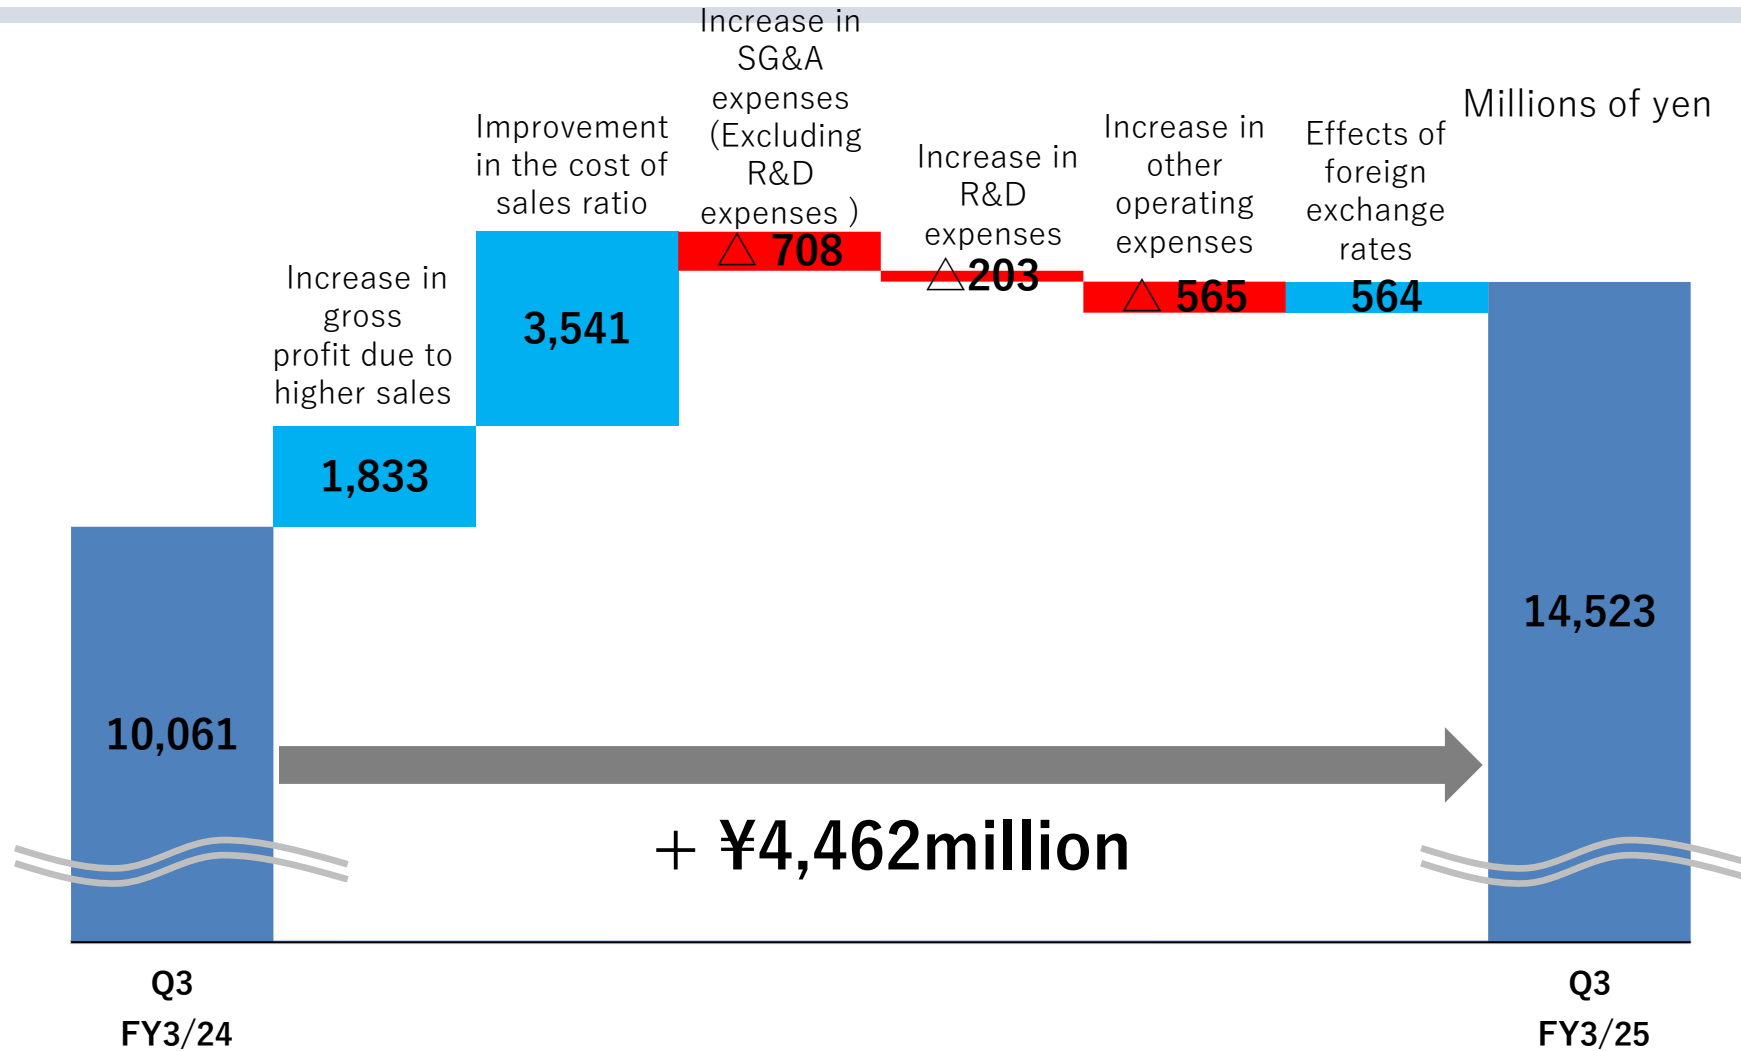 Millions of yen
Increase in
gross
profit due to
higher sales
Improvement
in the cost of
sales ratio
Increase in
SG&A
expenses
(Excluding
R&D
expenses )
Increase in
R&D
expenses
Increase in
other
operating
expenses
Effects of
foreign
exchange
rates
10,061
1,833
3,541
△ 708
△203
△ 565
564
14,523
+ ¥4,462million
Q3
FY3/24
Q3
FY3/25